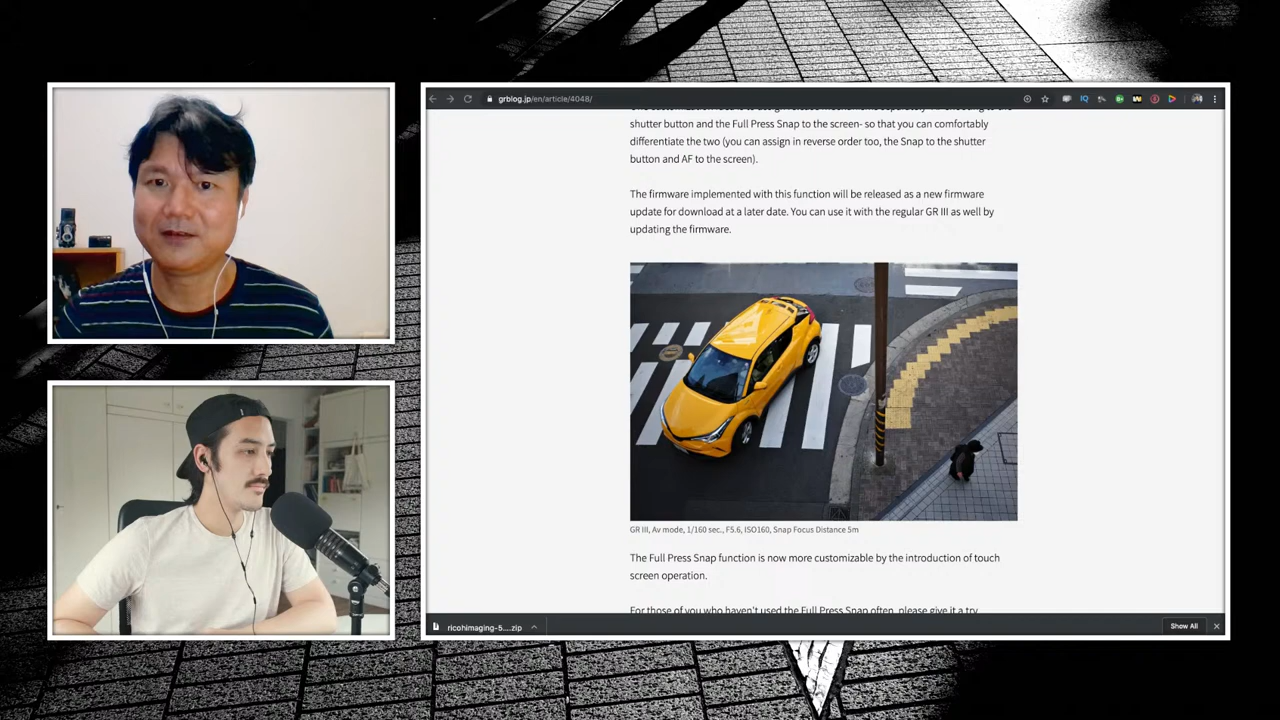 grblog.jp/en/article/4048/
shutter button and the Full Press Snap to the screen- so that you can comfortably
differentiate the two (you can assign in reverse order too, the Snap to the shutter
button and AF to the screen).
The firmware implemented with this function will be released as a new firmware
update for download at a later date. You can use it with the regular GR III as well by
updating the firmware.
GR III, Av mode, 1/160 sec., F5.6, ISO160, Snap Focus Distance 5m
The Full Press Snap function is now more customizable by the introduction of touch
screen operation.
For those of you who haven't used the Full Press Snap often, please give it a try
ricohimaging-5....zip
Show All